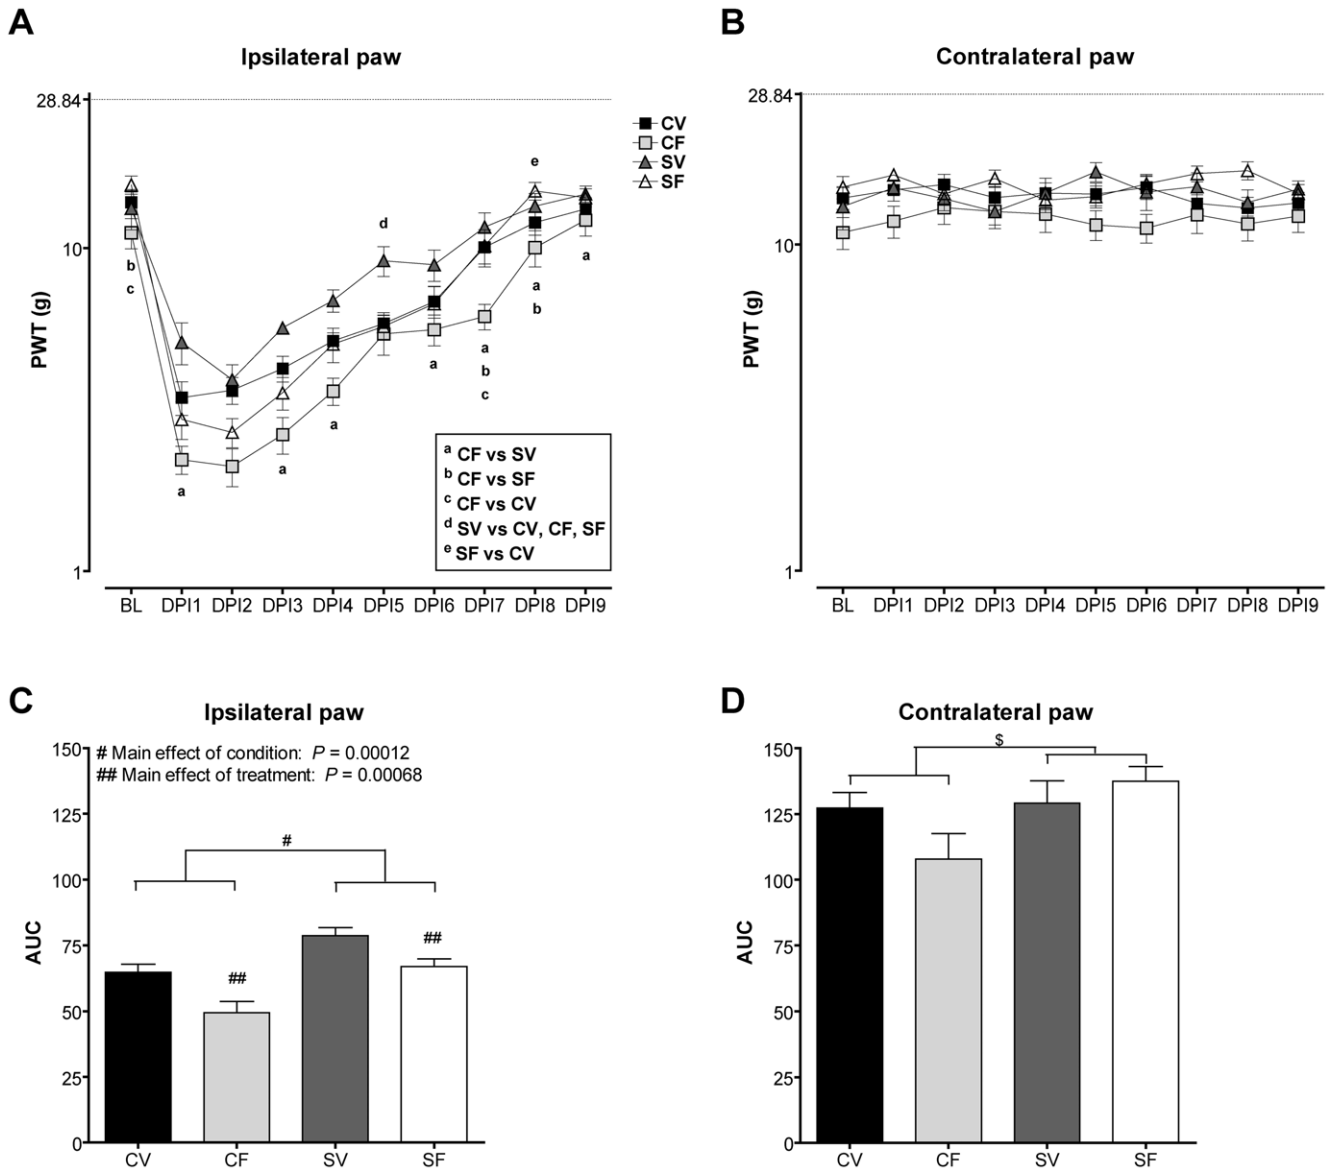 A
Ipsilateral paw
28.84
10
1
PWT (g)
CV
CF
SV
SF
b
c
a
a
a
d
a
a
b
c
e
a
b
a
a CF vs SV
b CF vs SF
c CF vs CV
d SV vs CV, CF, SF
e SF vs CV
BL DPI1 DPI2 DPI3 DPI4 DPI5 DPI6 DPI7 DPI8 DPI9
B
Contralateral paw
28.84
10
1
PWT (g)
BL DPI1 DPI2 DPI3 DPI4 DPI5 DPI6 DPI7 DPI8 DPI9
C
Ipsilateral paw
# Main effect of condition: P = 0.00012
## Main effect of treatment: P = 0.00068
150
125
100
75
50
25
0
AUC
#
##
##
CV CF SV SF
D
Contralateral paw
$
150
125
100
75
50
25
0
AUC
CV CF SV SF